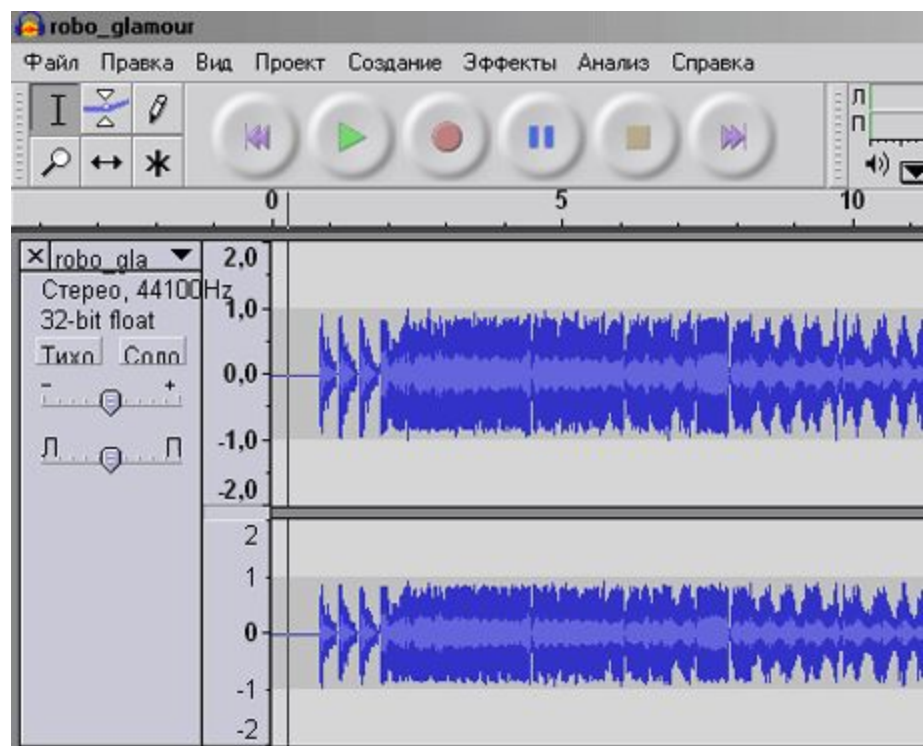 robo_glamour
Файл Правка Вид Проект Создание Эффекты Анализ Справка
Л
П
0 5 10
robo_gla
Стерео, 44100Hz
32-bit float
Тихо Соло
- +
Л П
2,0
1,0
0,0
-1,0
-2,0
2
1
0
-1
-2